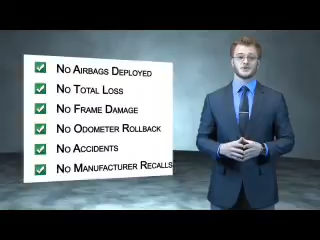 No Airbags Deployed
No Total Loss
No Frame Damage
No Odometer Rollback
No Accidents
No Manufacturer Recalls